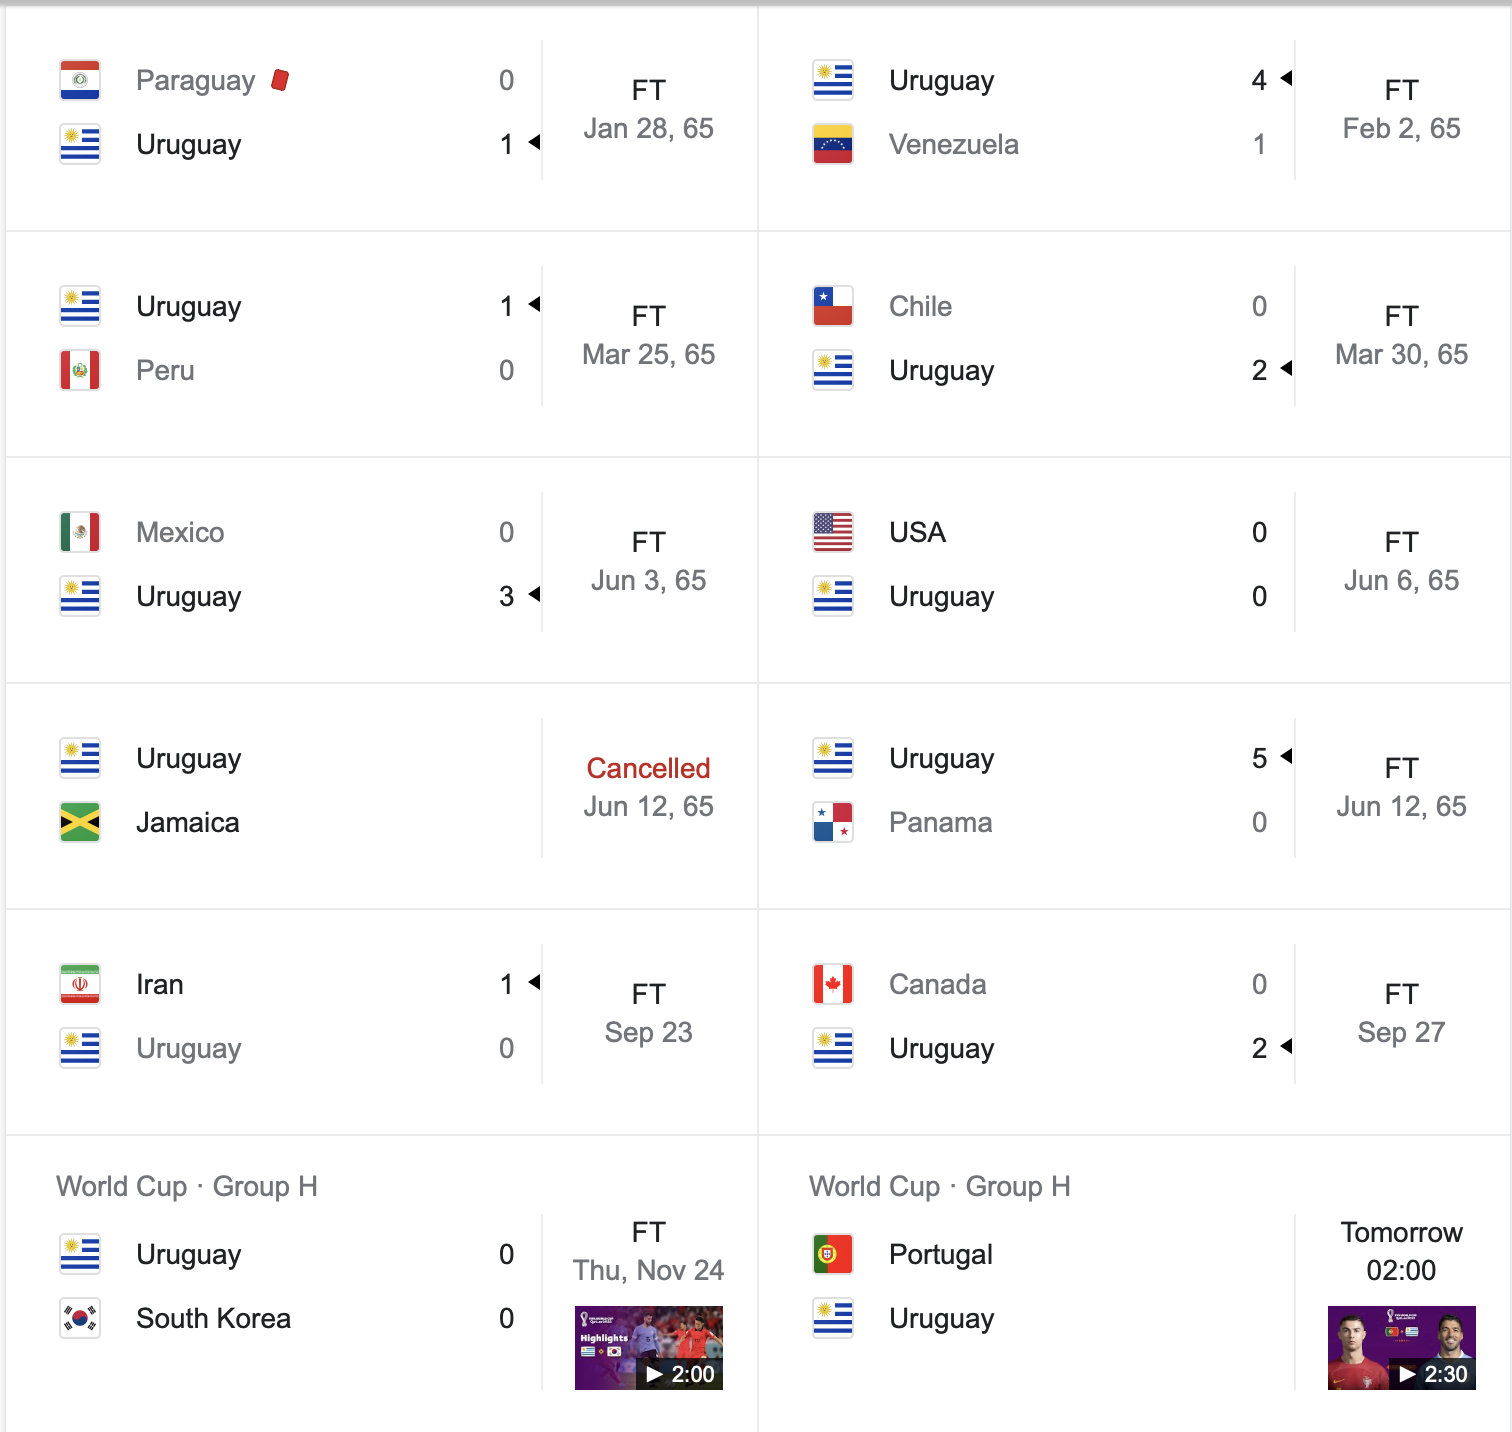 Paraguay 0
FT
Jan 28, 65
Uruguay 1
Uruguay 4
FT
Feb 2, 65
Venezuela 1
Uruguay 1
FT
Mar 25, 65
Peru 0
Chile 0
FT
Mar 30, 65
Uruguay 2
Mexico 0
FT
Jun 3, 65
Uruguay 3
USA 0
FT
Jun 6, 65
Uruguay 0
Uruguay
Cancelled
Jun 12, 65
Jamaica
Uruguay 5
FT
Jun 12, 65
Panama 0
Iran 1
FT
Sep 23
Uruguay 0
Canada 0
FT
Sep 27
Uruguay 2
World Cup · Group H
FT
Uruguay 0
Thu, Nov 24
South Korea 0
Highlights
2:00
World Cup · Group H
Tomorrow
Portugal
02:00
Uruguay
2:30